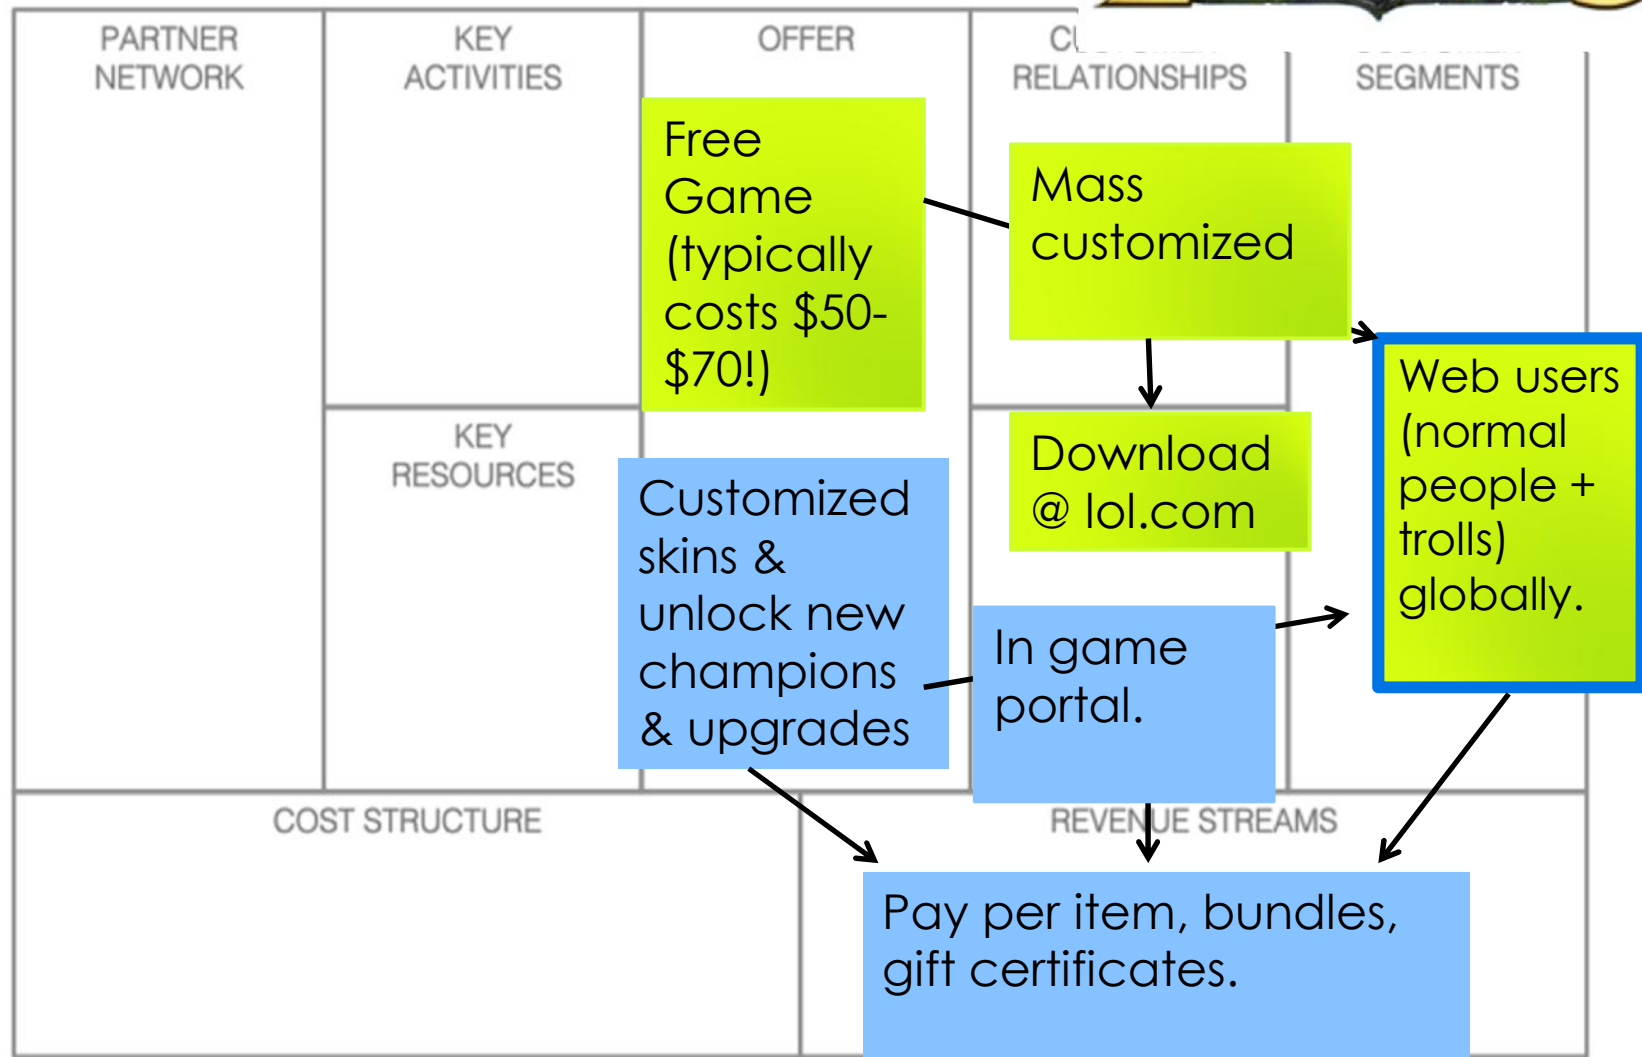 PARTNER
NETWORK
KEY
ACTIVITIES
OFFER
RELATIONSHIPS
SEGMENTS
Free
Game
(typically
costs $50-
$70!)
Mass
customized
Web users
(normal
people +
trolls)
globally.
KEY
RESOURCES
Download
@ lol.com
Customized
skins &
unlock new
champions
& upgrades
In game
portal.
COST STRUCTURE
REVENUE STREAMS
Pay per item, bundles,
gift certificates.